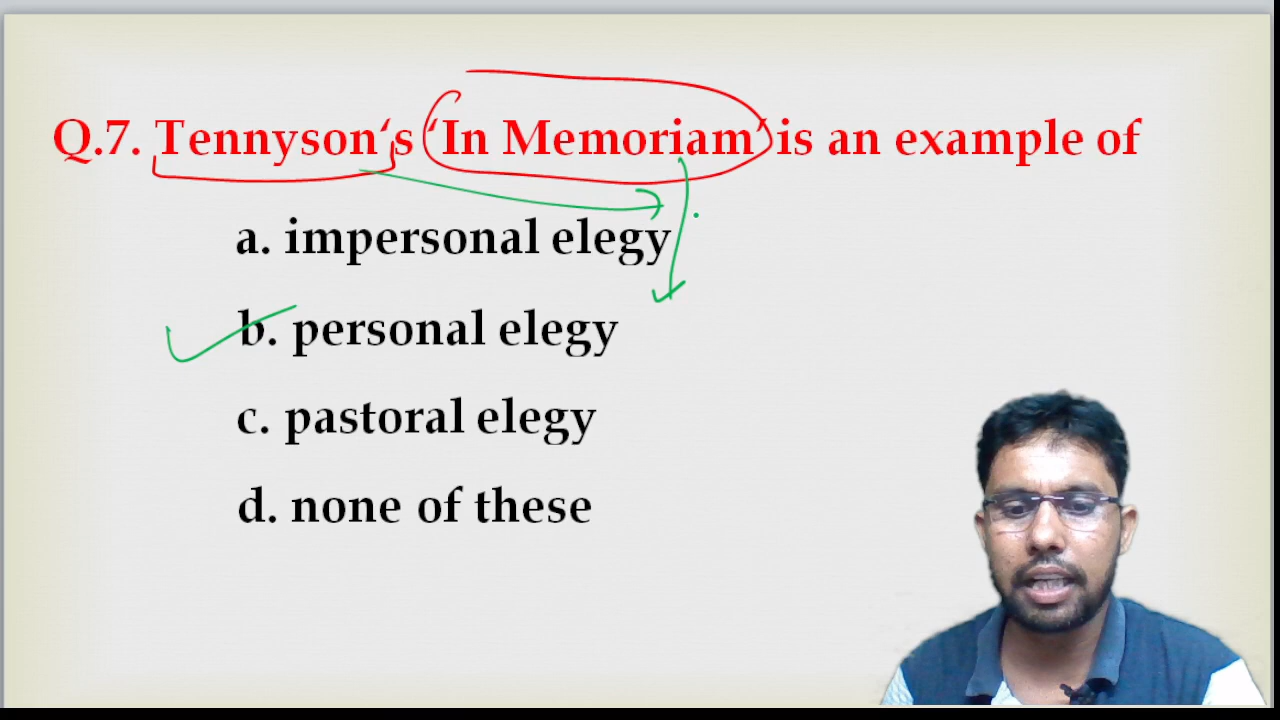 Q.7. Tennyson‘s ‘In Memoriam’ is an example of
a. impersonal elegy
b. personal elegy
c. pastoral elegy
d. none of these